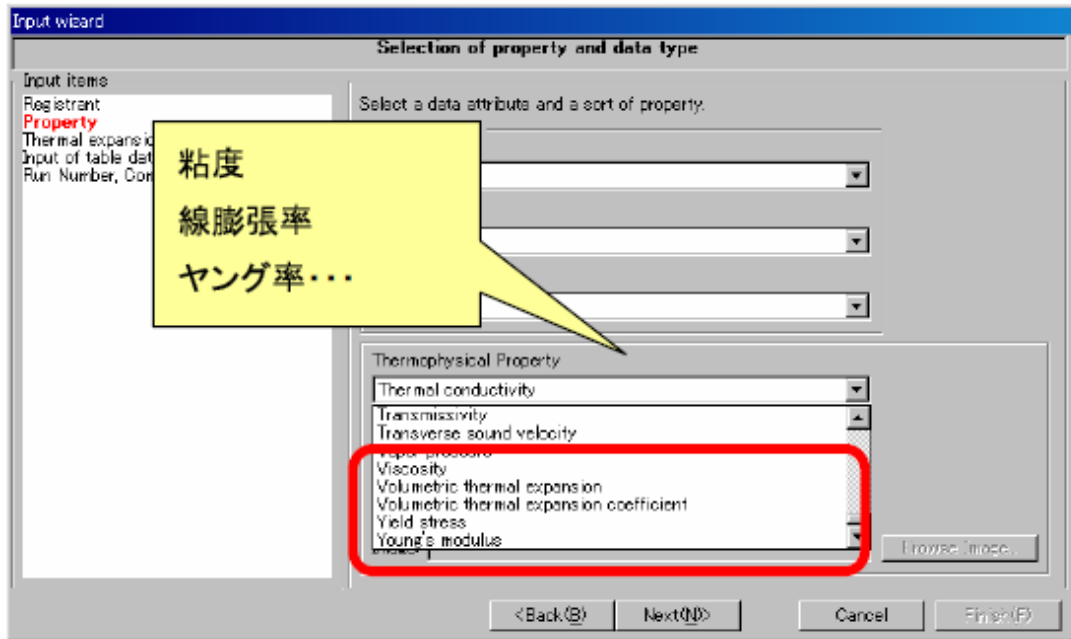 Input wizard
Selection of property and data type
Input items
Registrant
Property
Thermal expansio
Input of table dat
Run Number, Con
Select a data attribute and a sort of property.
粘度
線膨張率
ヤング率・・・
Thermophysical Property
Thermal conductivity
Transmissivity
Transverse sound velocity
Vapor pressure
Viscosity
Volumetric thermal expansion
Volumetric thermal expansion coefficient
Yield stress
Young's modulus
Browse Image..
<Back(B)
Next(N)>
Cancel
Finish(F)